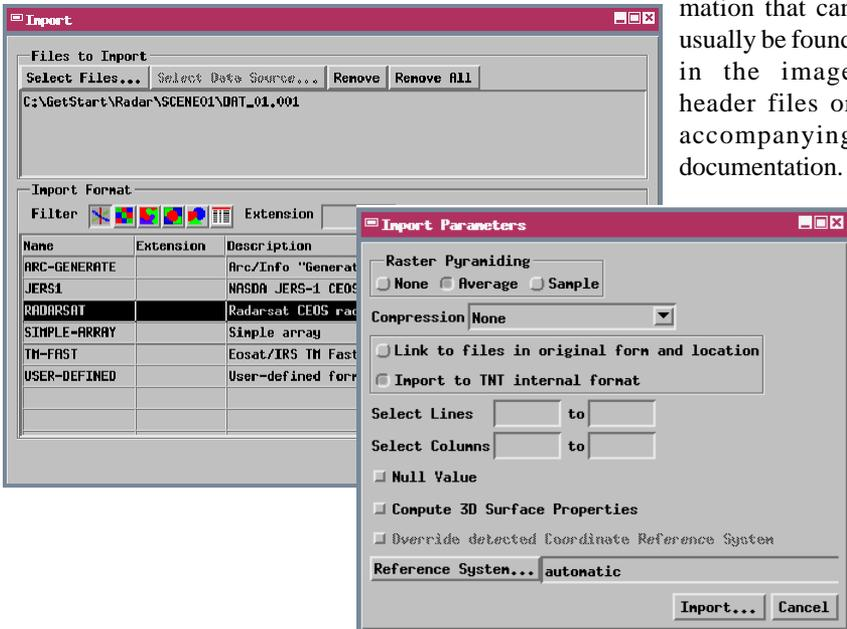 mation that can
usually be found
in the image
header files or
accompanying
documentation.
Import
Files to Import
Select Files... Select Data Source... Remove Remove All
C:\GetStart\Radar\SCENE01\DAT_01.001
Import Format
Filter Extension
Name Extension Description
ARC-GENERATE Arc/Info "Generat
JERS1 NASDA JERS-1 CEOS
RADARSAT Radarsat CEOS rad
SIMPLE-ARRAY Simple array
TM-FAST Eosat/IRS TM Fast
USER-DEFINED User-defined for
Import Parameters
Raster Pyramiding
None Average Sample
Compression None
Link to files in original form and location
Import to TNT internal format
Select Lines to
Select Columns to
Null Value
Compute 3D Surface Properties
Override detected Coordinate Reference System
Reference System... automatic
Import... Cancel